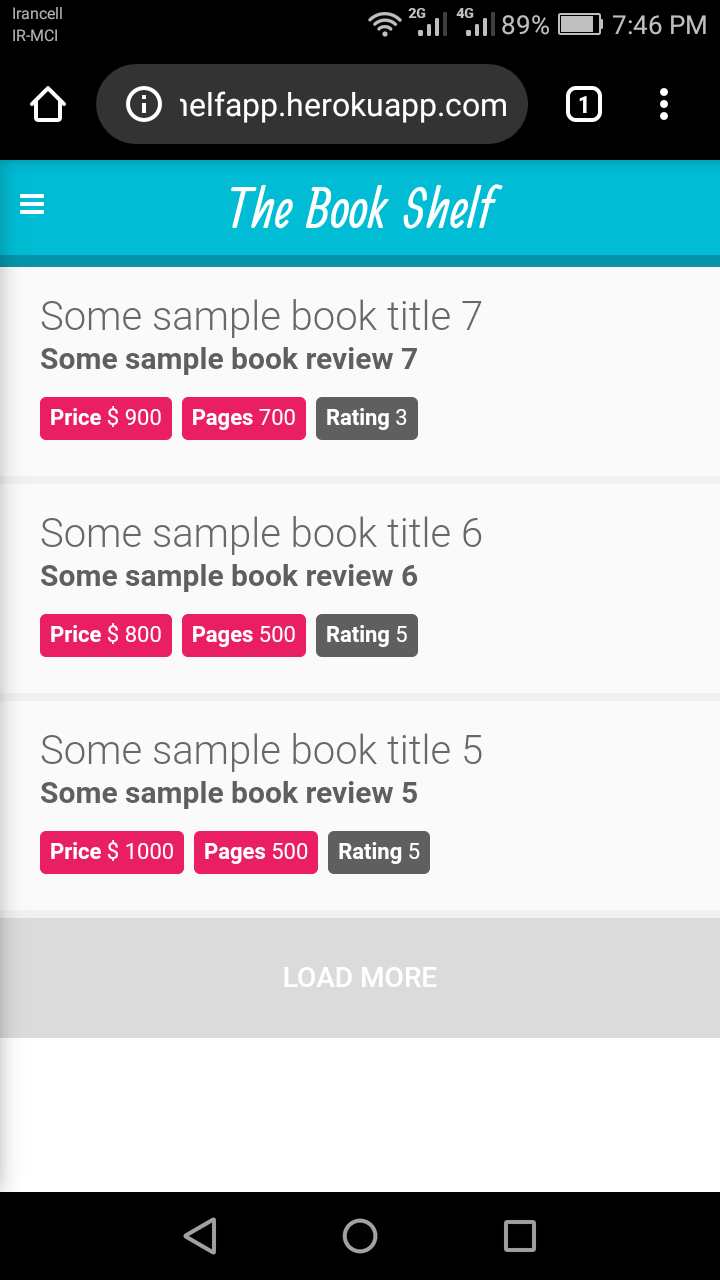 Irancell
IR-MCI
2G 4G 89% 7:46 PM
elfapp.herokuapp.com 1
The Book Shelf
Some sample book title 7
Some sample book review 7
Price $ 900 Pages 700 Rating 3
Some sample book title 6
Some sample book review 6
Price $ 800 Pages 500 Rating 5
Some sample book title 5
Some sample book review 5
Price $ 1000 Pages 500 Rating 5
LOAD MORE